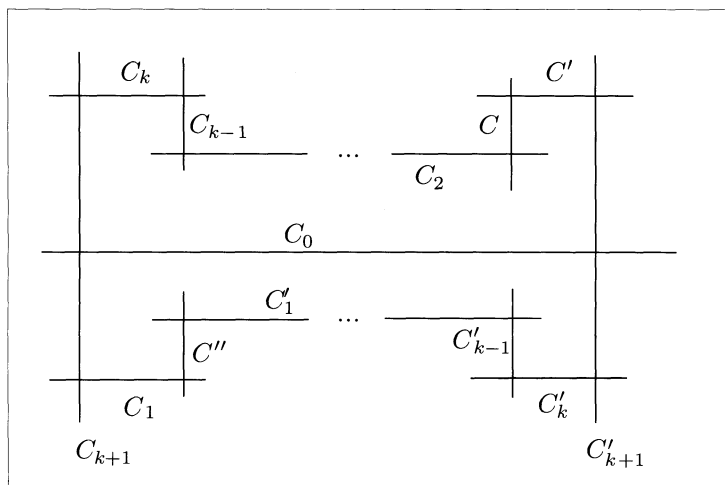 C_k C'
C_{k-1} C
... C_2
C_0
C'_1 ...
C'' C'_{k-1}
C_1 C'_k
C_{k+1} C'_{k+1}